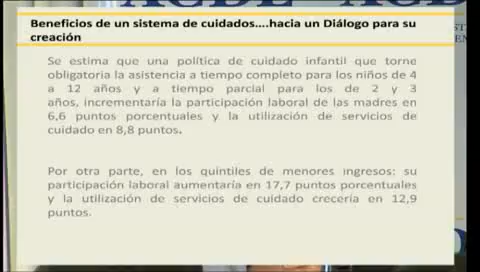 Beneficios de un sistema de cuidados....hacia un Diálogo para su
creación
Se estima que una política de cuidado infantil que torne
obligatoria la asistencia a tiempo completo para los niños de 4
a 12 años y a tiempo parcial para los de 2 y 3
años, incrementaría la participación laboral de las madres en
6,6 puntos porcentuales y la utilización de servicios de
cuidado en 8,8 puntos.
Por otra parte, en los quintiles de menores ingresos: su
participación laboral aumentaría en 17,7 puntos porcentuales
y la utilización de servicios de cuidado crecería en 12,9
puntos.